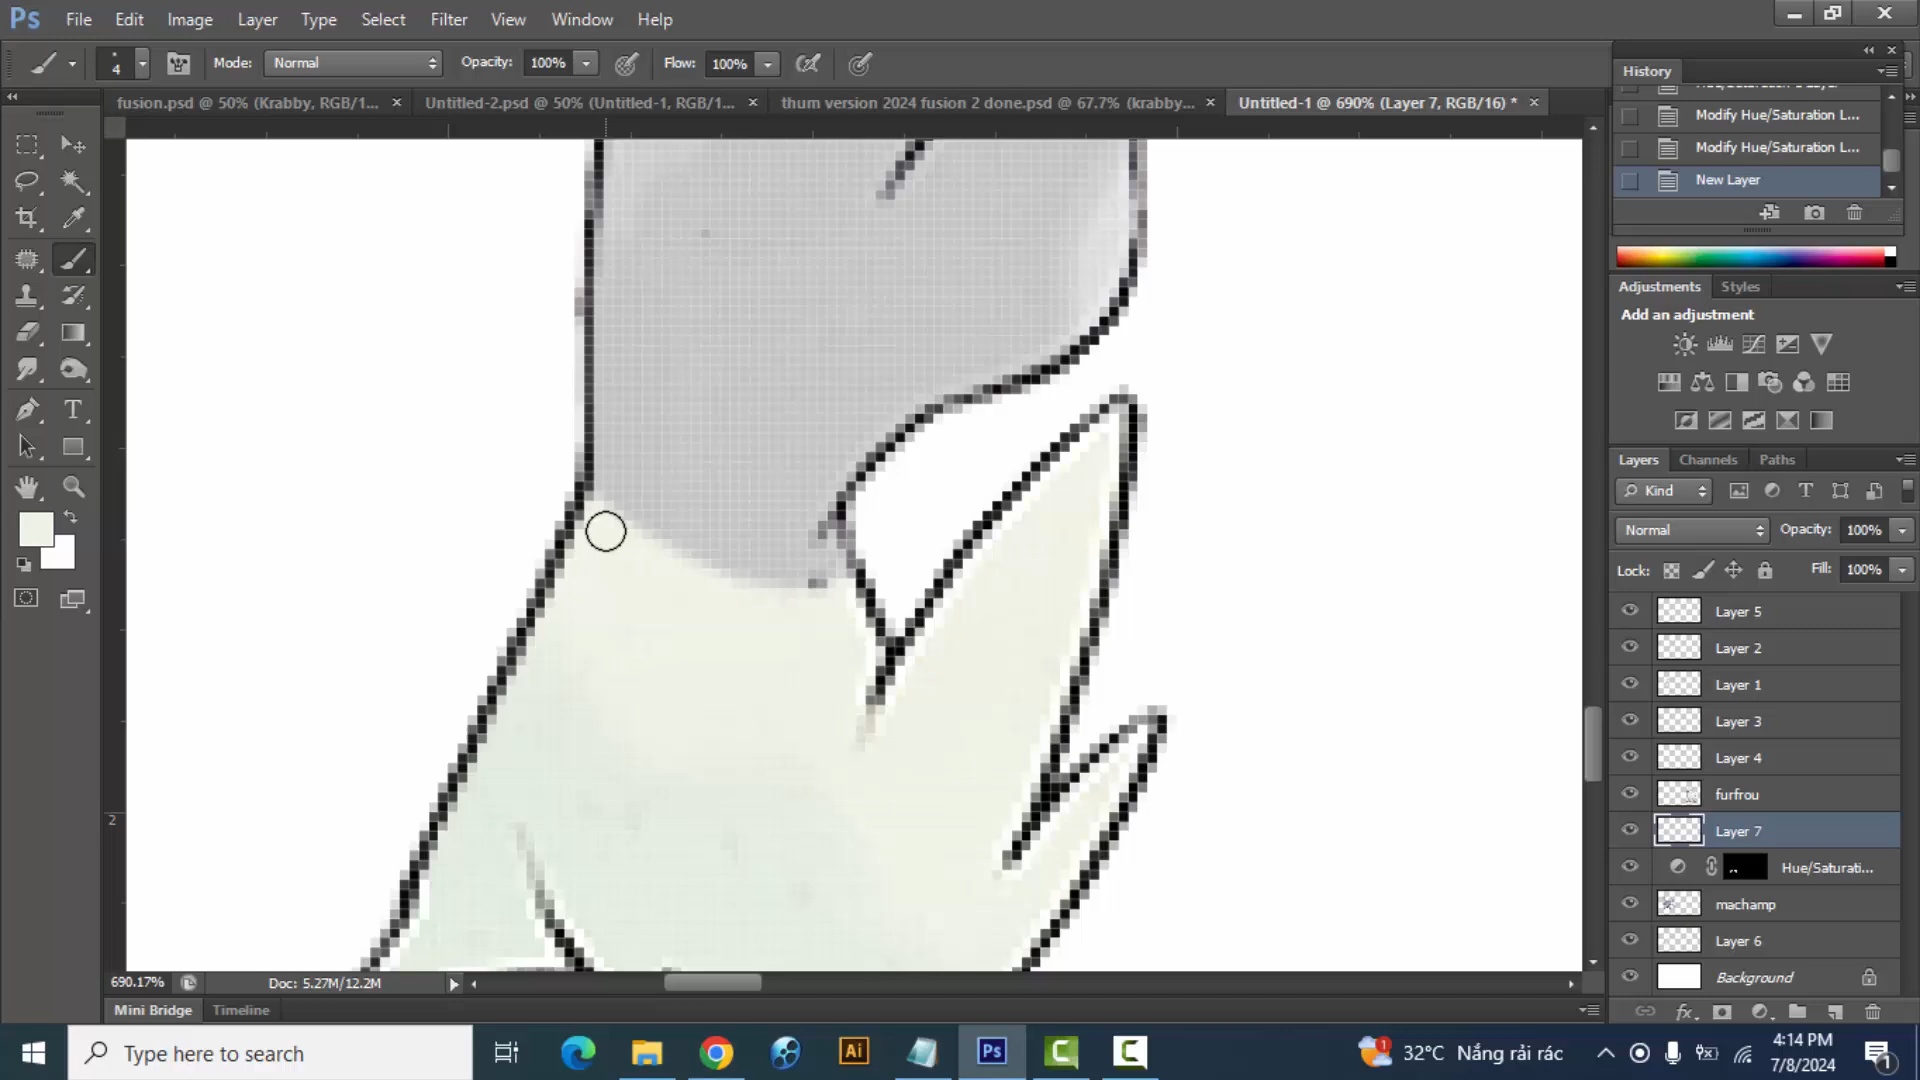 Ps File Edit Image Layer Type Select Filter View Window Help
4 Mode: Normal Opacity: 100% Flow: 100%
fusion.psd @ 50% (Krabby, RGB/1... × Untitled-2.psd @ 50% (Untitled-1, RGB/1... × thum version 2024 fusion 2 done.psd @ 67.7% (krabby... × Untitled-1 @ 690% (Layer 7, RGB/16) * ×
History
Modify Hue/Saturation L...
Modify Hue/Saturation L...
New Layer
Adjustments Styles
Add an adjustment
Layers Channels Paths
Kind
Normal Opacity: 100%
Lock: Fill: 100%
Layer 5
Layer 2
Layer 1
Layer 3
Layer 4
furfrou
Layer 7
Hue/Saturati...
machamp
Layer 6
Background
2
690.17% Doc: 5.27M/12.2M
Mini Bridge Timeline
Type here to search
Ai
Ps
1
32°C Nắng rải rác
4:14 PM
7/8/2024
1